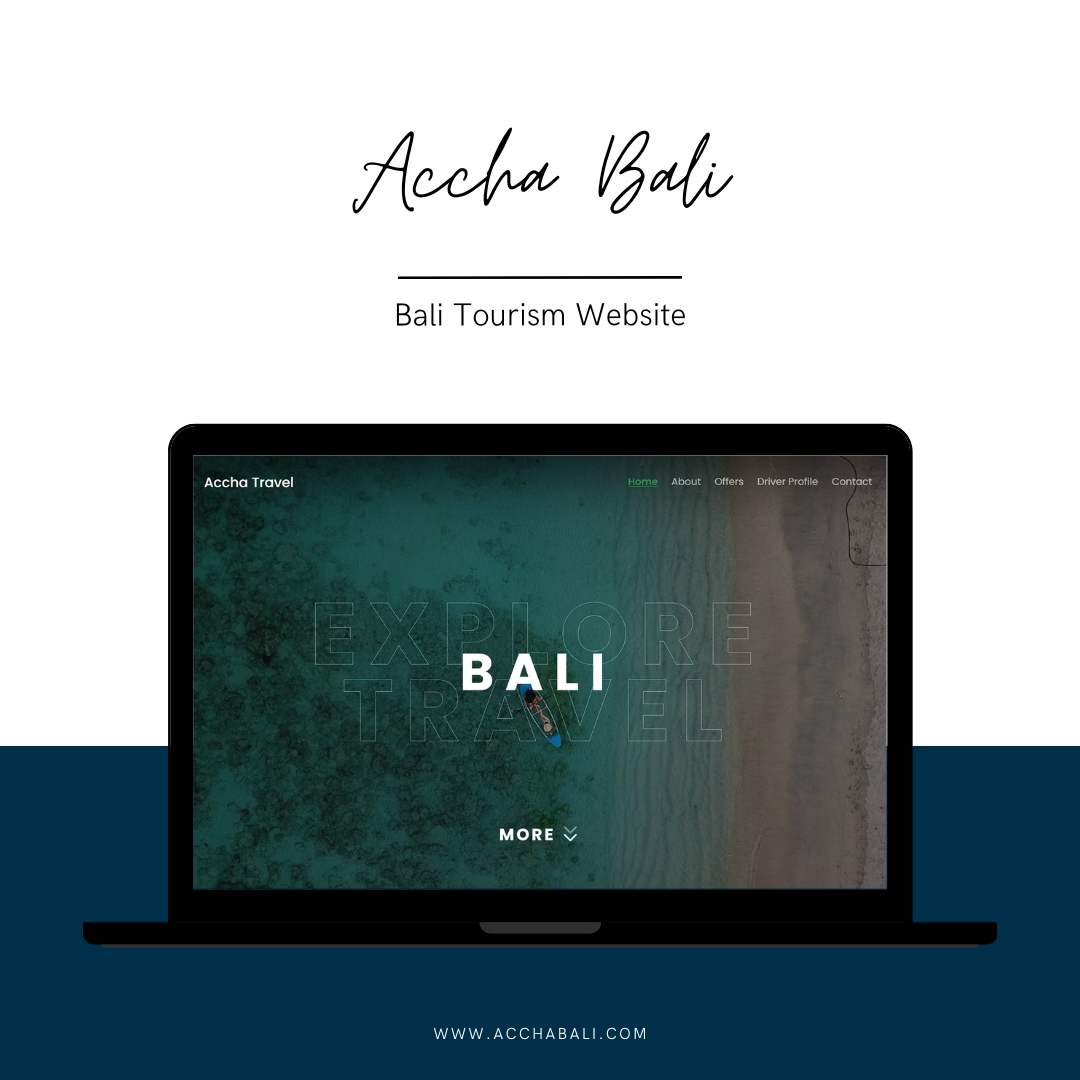 Accha Bali
Bali Tourism Website
Accha Travel
Home About Offers Driver Profile Contact
EXPLORE
BALI
TRAVEL
MORE
WWW.ACCHABALI.COM